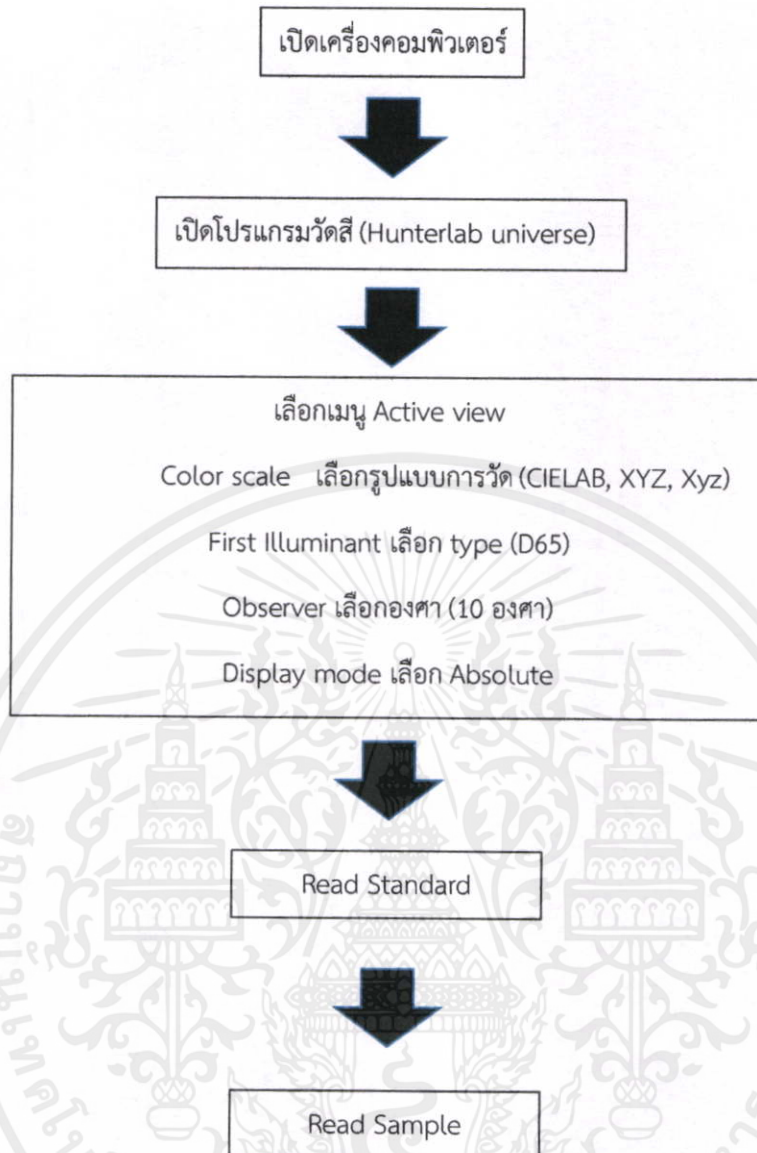 เปิดเครื่องคอมพิวเตอร์
เปิดโปรแกรมวัดสี (Hunterlab universe)
เลือกเมนู Active view
Color scale เลือกรูปแบบการวัด (CIELAB, XYZ, Xyz)
First Illuminant เลือก type (D65)
Observer เลือกองศา (10 องศา)
Display mode เลือก Absolute
Read Standard
Read Sample